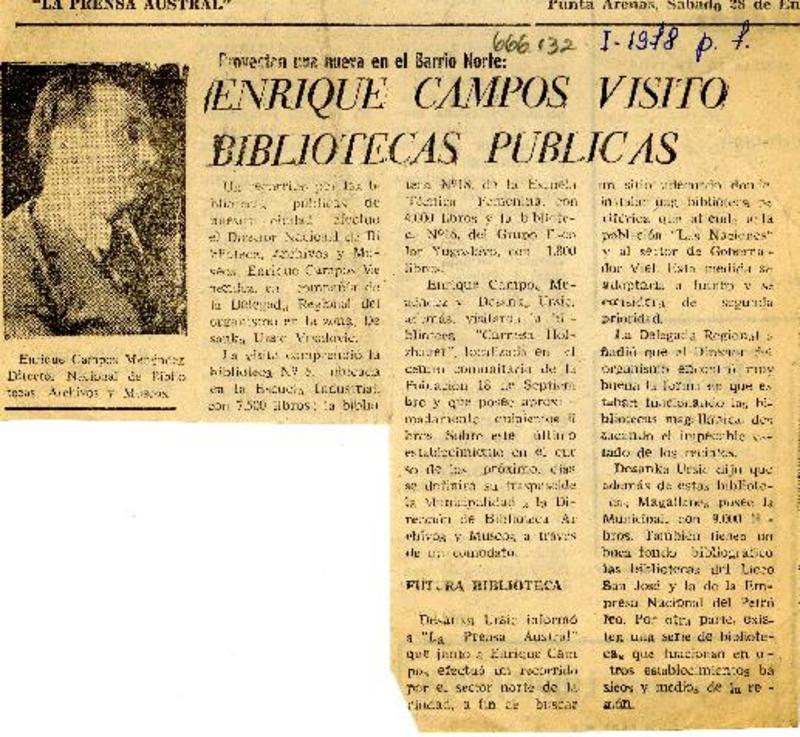 "LA PRENSA AUSTRAL"
Punta Arenas, Sábado 28 de En
666132 I-1978 p. 7.
Proyectan una nueva en el Barrio Norte:
ENRIQUE CAMPOS VISITO
BIBLIOTECAS PUBLICAS
Enrique Campos Menéndez
Director Nacional de Biblio
tecas, Archivos y Museos
Un recorrido por las bi
bliotecas públicas de
nuestra ciudad efectuó
el Director Nacional de Bi
bliotecas, Archivos y Mu-
seos, Enrique Campos Me
néndez, en compañía de
la Delegada Regional del
organismo en la zona, De
sanka Ursic Vrsalovic.
La visita comprendió la
biblioteca Nº 5, ubicada
en la Escuela Industrial,
con 7.500 libros; la biblio
teca Nº18, de la Escuela
Técnica Femenina, con
4.000 libros y la bibliote-
ca Nº16, del Grupo Esco
lar Yugoslavo, con 1.800
libros.
Enrique Campos Me-
néndez y Desanka Ursic,
además, visitaron la bi
blioteca "Carmela Holz-
hauer", localizada en el
centro comunitario de la
Población 18 de Septiem-
bre y que posee aproxi-
madamente quinientos li
bros. Sobre este último
establecimiento en el cur
so de los próximos días
se definirá su traspaso de
la Municipalidad a la Di-
rección de Biblioteca Ar
chivos y Museos a través
de un comodato.
FUTURA BIBLIOTECA
Desanka Ursic informó
a "La Prensa Austral"
que junto a Enrique Cam
pos efectuó un recorrido
por el sector norte de la
ciudad, a fin de buscar
un sitio adecuado donde
instalar una biblioteca pe
riférica que atienda a la
población "Las Naciones"
y al sector de Goberna-
dor Viel. Esta medida se
adoptaría a futuro y se
considera de segunda
prioridad.
La Delegada Regional a
ñadió que el Director del
organismo encontró muy
buena la forma en que es
taban funcionando las bi-
bliotecas magallánicas des
tacando el impecable es-
tado de los recintos.
Desanka Ursic dijo que
además de estas bibliote-
cas, Magallanes posee la
Municipal, con 9.000 li-
bros. También tienen un
buen fondo bibliográfico
las bibliotecas del Liceo
San José y la de la Em-
presa Nacional del Petró
leo. Por otra parte, exis-
ten una serie de bibliote-
cas que funcionan en o-
tros establecimientos bá
sicos y medios de la re-
gión.